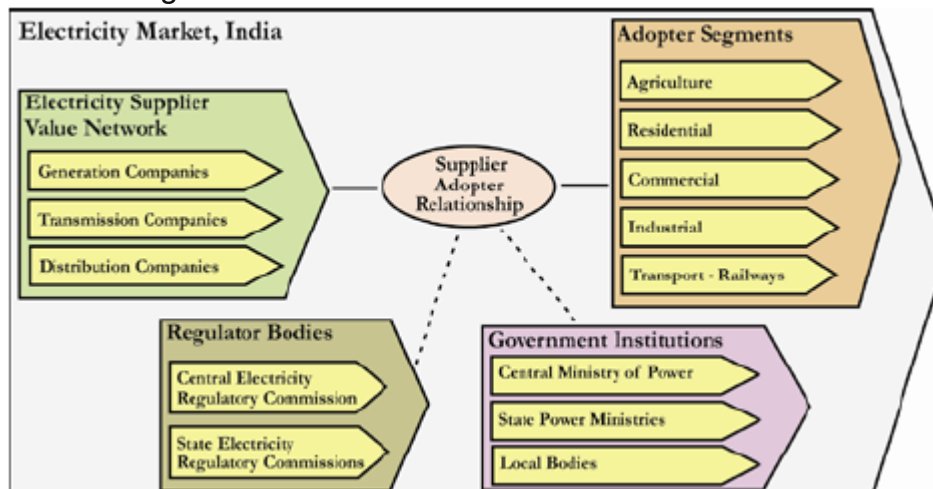 Electricity Market, India
Electricity Supplier
Value Network
Generation Companies
Transmission Companies
Distribution Companies
Supplier
Adopter
Relationship
Adopter Segments
Agriculture
Residential
Commercial
Industrial
Transport - Railways
Regulator Bodies
Central Electricity
Regulatory Commission
State Electricity
Regulatory Commissions
Government Institutions
Central Ministry of Power
State Power Ministries
Local Bodies